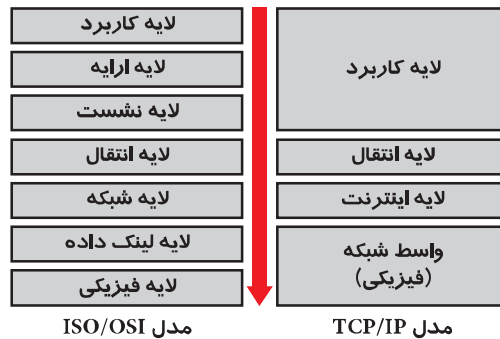 لایه کاربرد
لایه ارایه
لایه نشست
لایه انتقال
لایه شبکه
لایه لینک داده
لایه فیزیکی
مدل ISO/OSI
لایه کاربرد
لایه انتقال
لایه اینترنت
واسط شبکه
(فیزیکی)
مدل TCP/IP